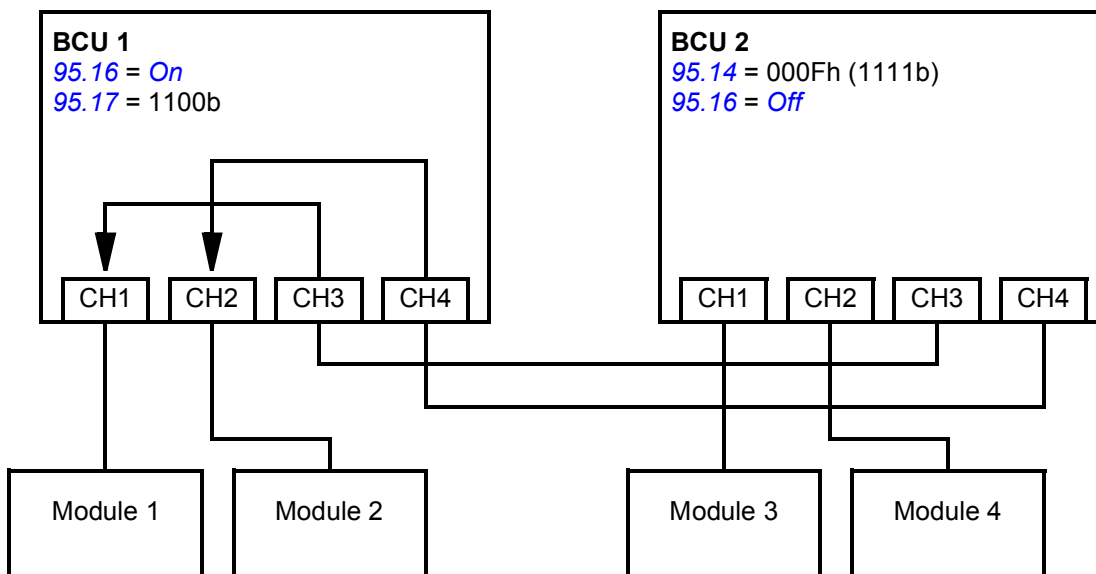 BCU 1
95.16 = On
95.17 = 1100b
CH1 CH2 CH3 CH4
BCU 2
95.14 = 000Fh (1111b)
95.16 = Off
CH1 CH2 CH3 CH4
Module 1
Module 2
Module 3
Module 4